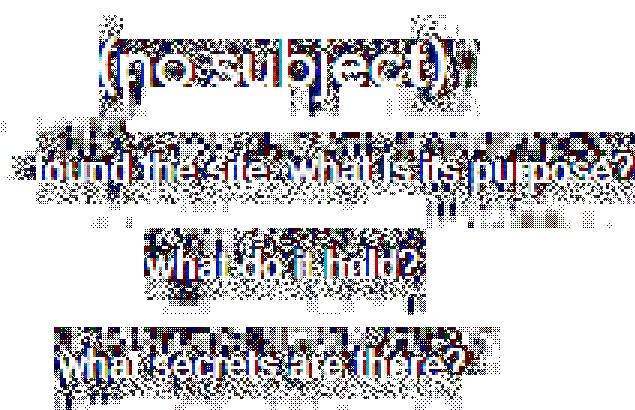 (no subject)
found the site. what is its purpose?
what do it hold?
what secrets are there?